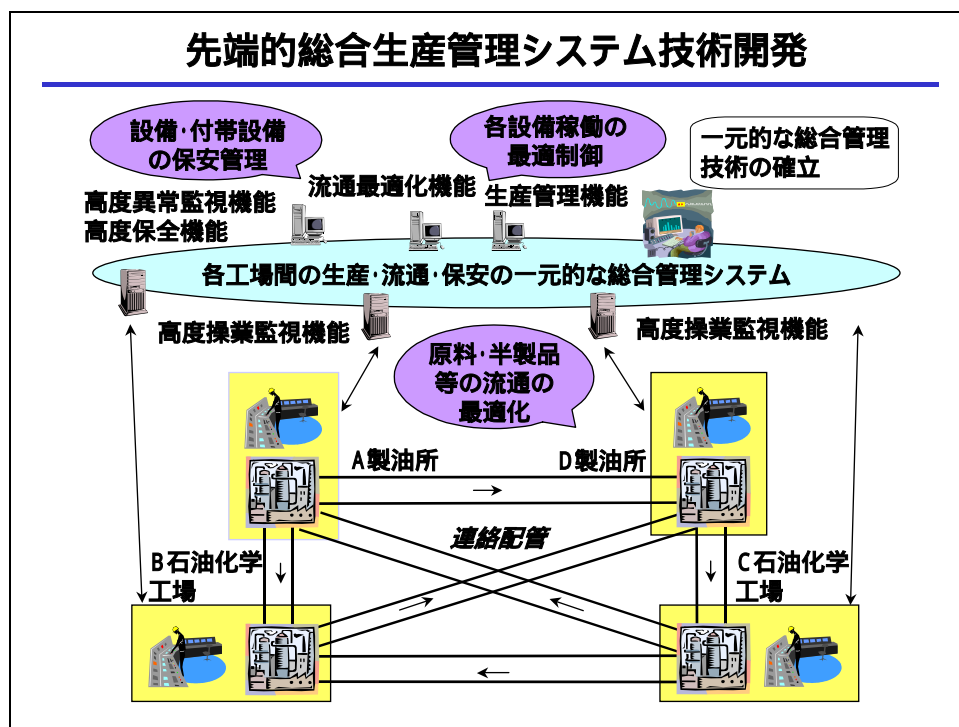 先端的総合生産管理システム技術開発
設備･付帯設備
の保安管理
各設備稼働の
最適制御
一元的な総合管理
技術の確立
高度異常監視機能
高度保全機能
流通最適化機能
生産管理機能
各工場間の生産･流通･保安の一元的な総合管理システム
高度操業監視機能
高度操業監視機能
原料･半製品
等の流通の
最適化
A製油所
D製油所
連絡配管
B石油化学
工場
C石油化学
工場